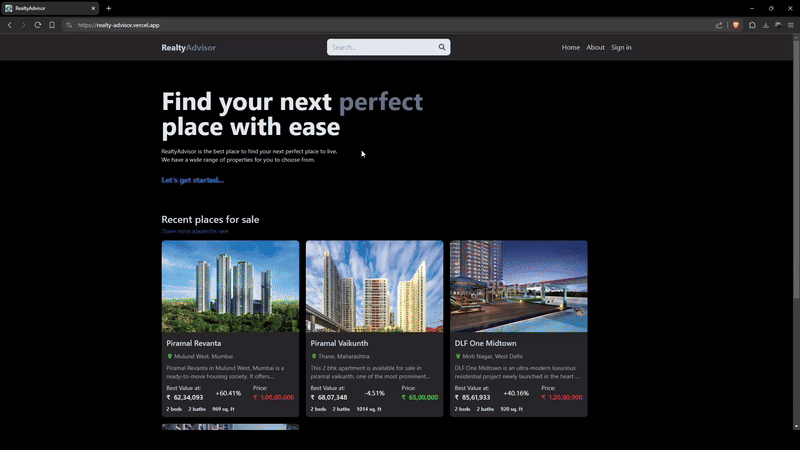 RealtyAdvisor
https://realty-advisor.vercel.app
RealtyAdvisor
Search...
Home About Sign in
Find your next perfect
place with ease
RealtyAdvisor is the best place to find your next perfect place to live.
We have a wide range of properties for you to choose from.
Let's get started...
Recent places for sale
Show more places for sale
Piramal Revanta
Mulund West, Mumbai
Piramal Revanta in Mulund West, Mumbai is a
ready-to-move housing society. It offers...
Best Value at: Price:
₹ 62,34,093 +60.41% ₹ 1,00,00,000
2 beds 2 baths 969 sq. ft
Piramal Vaikunth
Thane, Maharashtra
This 2 bhk apartment is available for sale in
piramal vaikunth, one of the most prominent...
Best Value at: Price:
₹ 68,07,348 -4.51% ₹ 65,00,000
2 beds 2 baths 1014 sq. ft
DLF One Midtown
Moti Nagar, West Delhi
DLF One Midtown is an ultra-modern luxurious
residential project newly launched in the heart ...
Best Value at: Price:
₹ 85,61,933 +40.16% ₹ 1,20,00,000
2 beds 2 baths 920 sq. ft